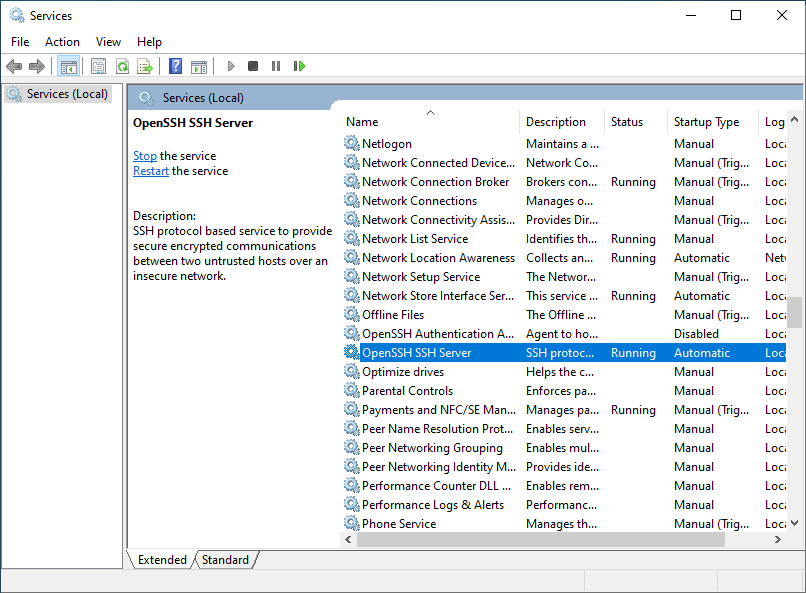 Services
File Action View Help
Services (Local)
Services (Local)
OpenSSH SSH Server
Stop the service
Restart the service
Description:
SSH protocol based service to provide
secure encrypted communications
between two untrusted hosts over an
insecure network.
Name Description Status Startup Type Log
Netlogon Maintains a ... Manual Loca
Network Connected Device... Network Co... Manual (Trig... Loca
Network Connection Broker Brokers con... Running Manual (Trig... Loca
Network Connections Manages o... Manual Loca
Network Connectivity Assis... Provides Dir... Manual (Trig... Loca
Network List Service Identifies th... Running Manual Loca
Network Location Awareness Collects an... Running Automatic Netw
Network Setup Service The Networ... Manual (Trig... Loca
Network Store Interface Ser... This service ... Running Automatic Loca
Offline Files The Offline ... Manual (Trig... Loca
OpenSSH Authentication A... Agent to ho... Disabled Loca
OpenSSH SSH Server SSH protoc... Running Automatic Loca
Optimize drives Helps the c... Manual Loca
Parental Controls Enforces pa... Manual Loca
Payments and NFC/SE Man... Manages pa... Running Manual (Trig... Loca
Peer Name Resolution Prot... Enables serv... Manual Loca
Peer Networking Grouping Enables mul... Manual Loca
Peer Networking Identity M... Provides ide... Manual Loca
Performance Counter DLL ... Enables rem... Manual Loca
Performance Logs & Alerts Performanc... Manual Loca
Phone Service Manages th... Manual (Trig... Loca
Extended Standard